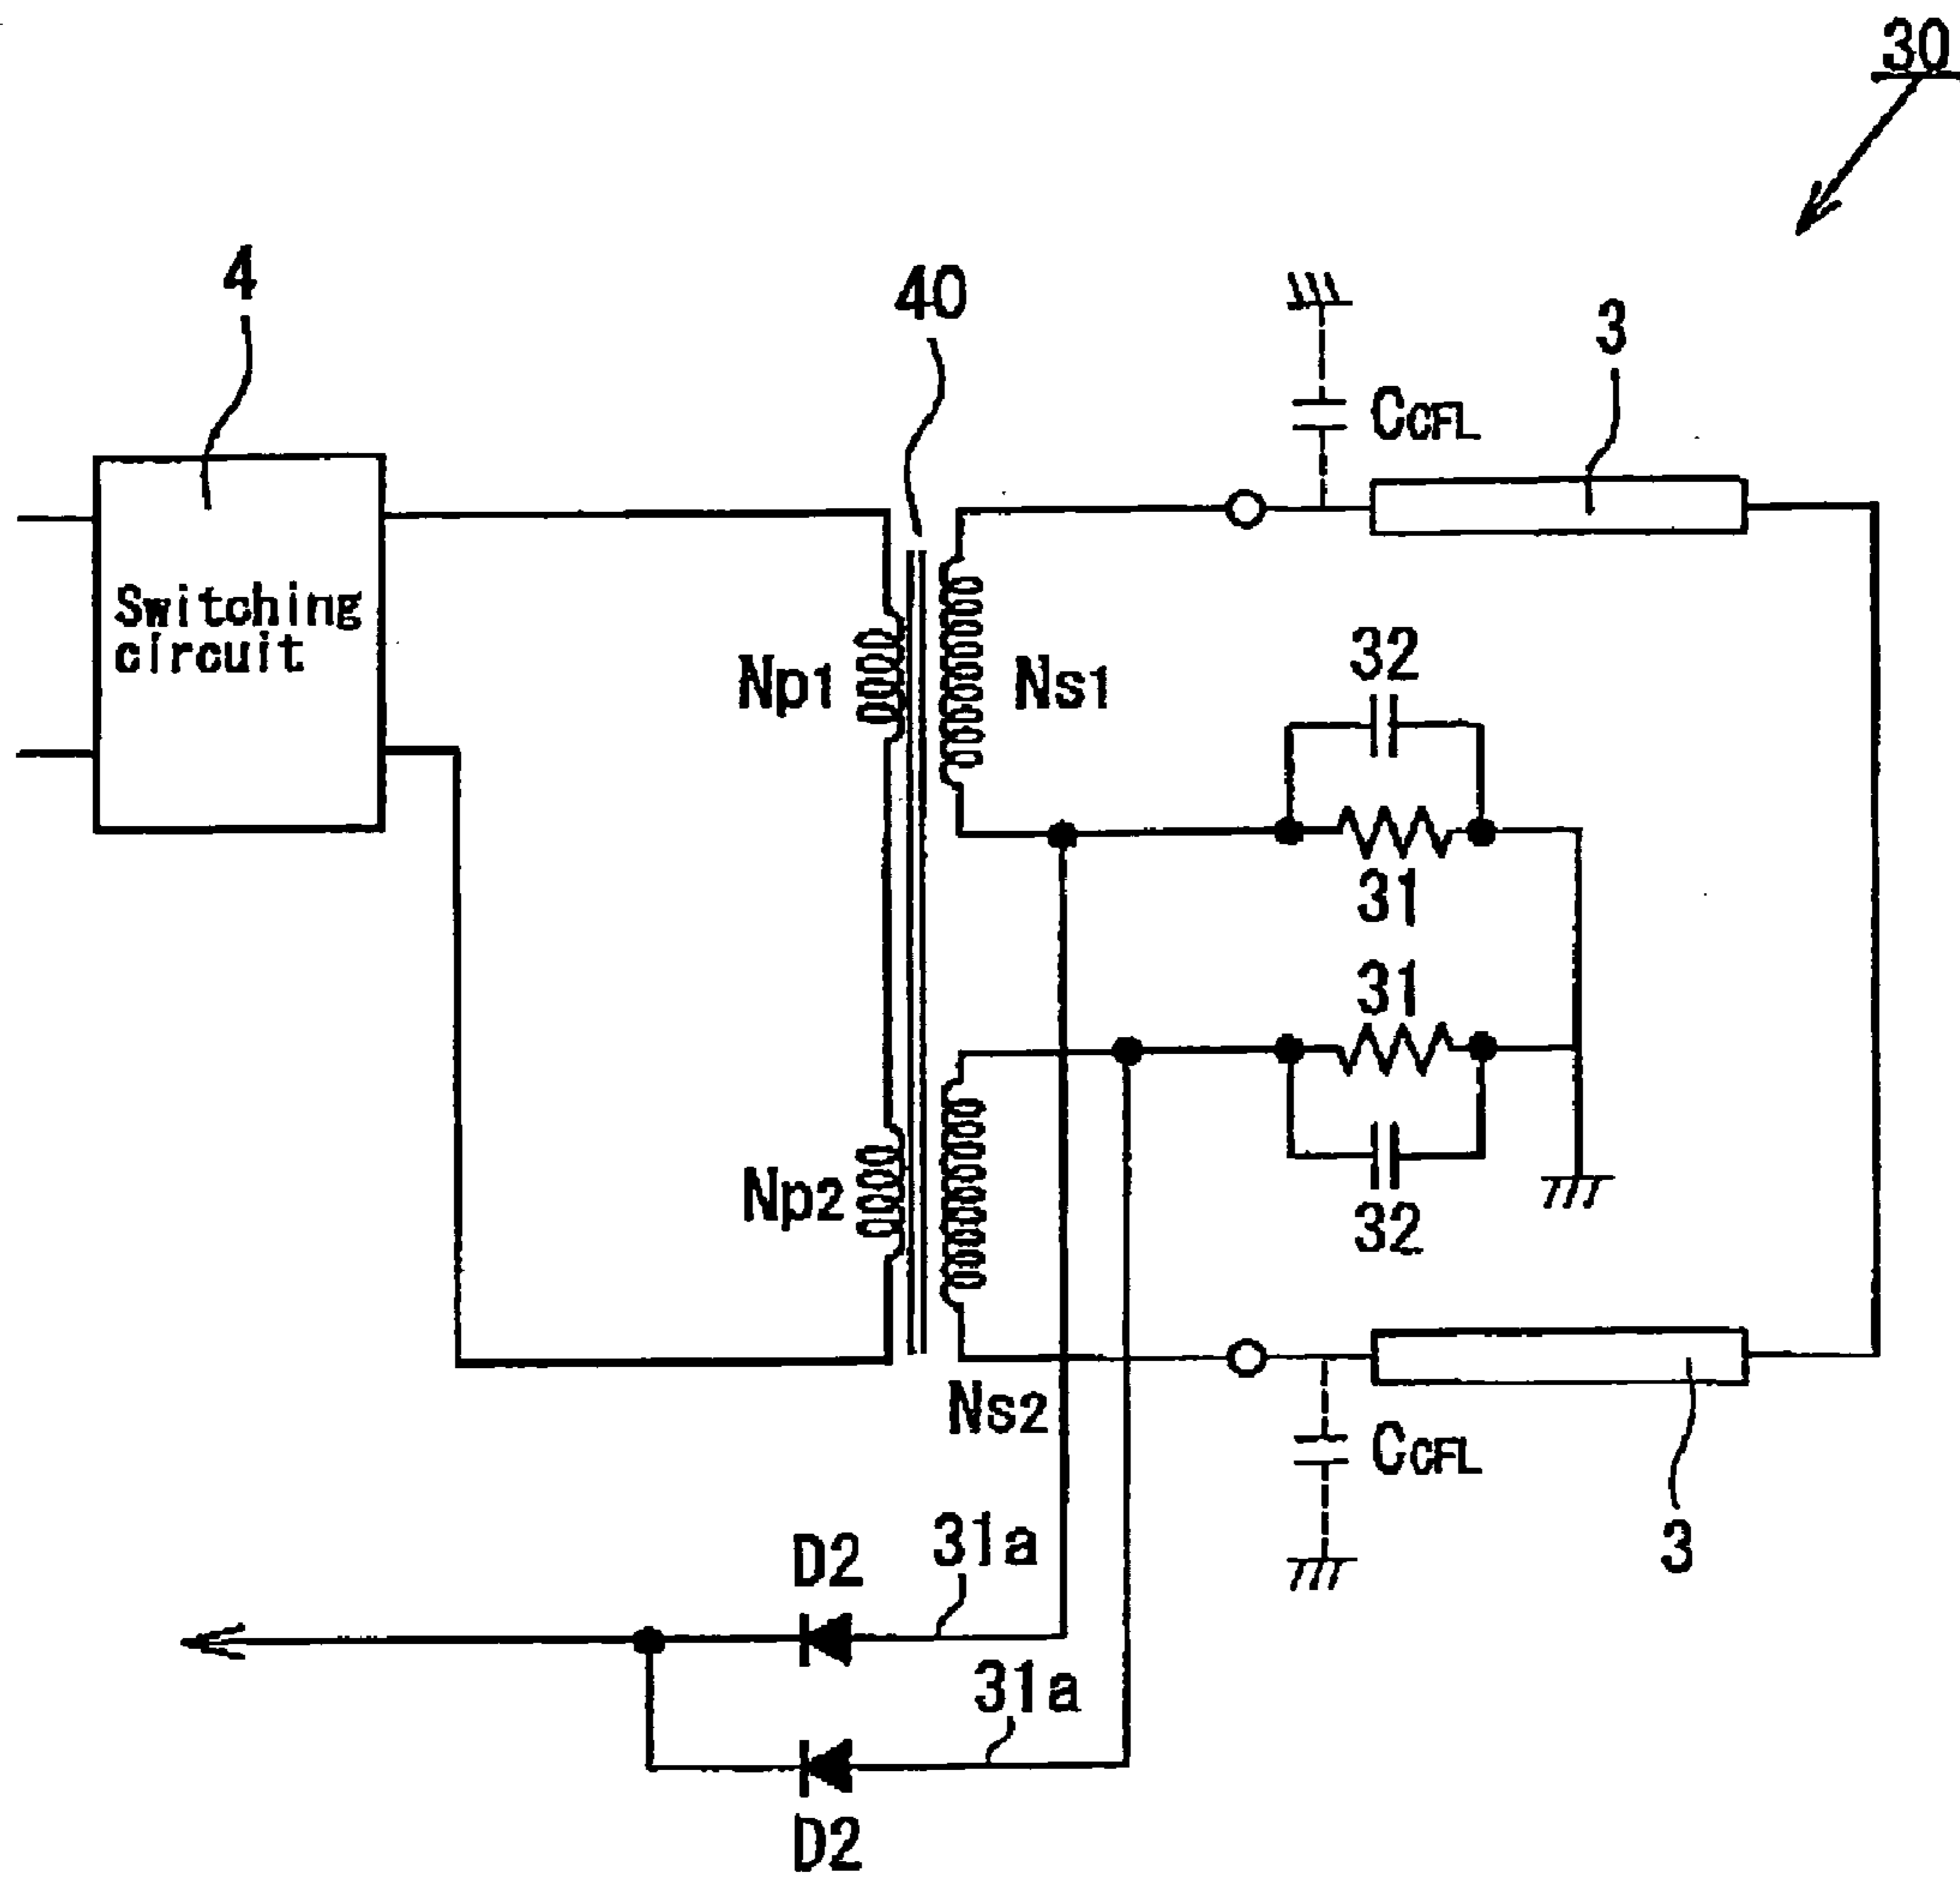 30
4
40
3
CCFL
Switching
circuit
Np1
Ns1
32
31
31
Np2
32
Ns2
CCFL
3
31a
D2
31a
D2